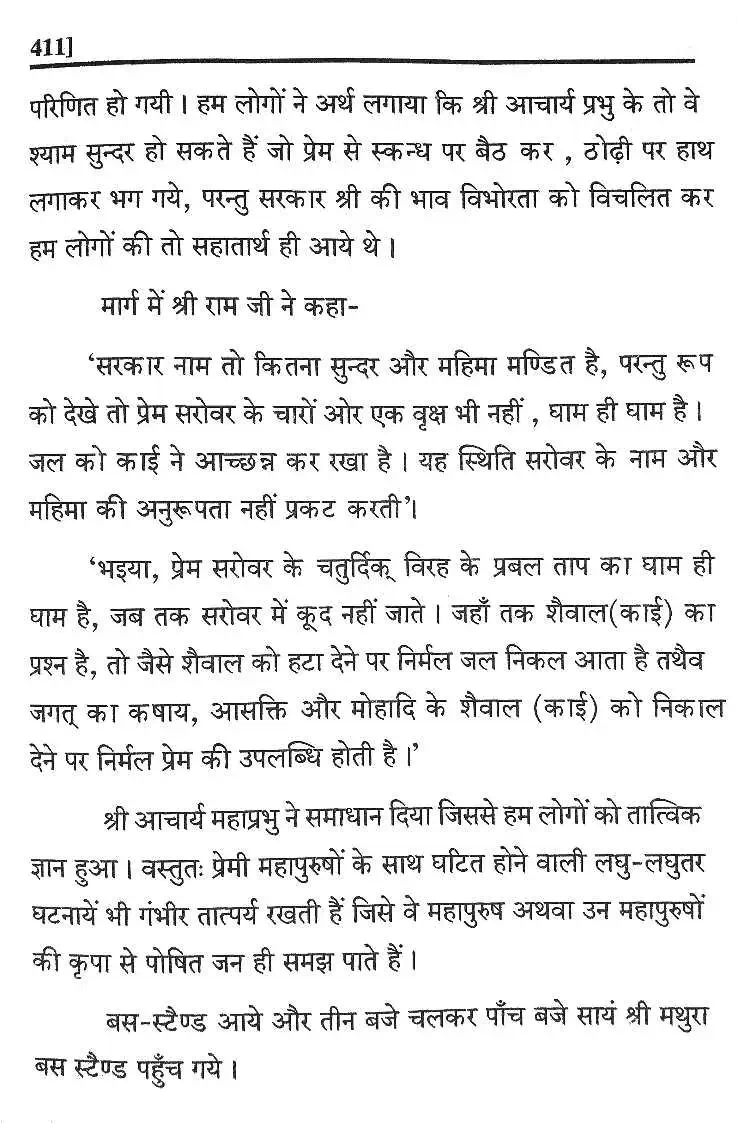 411]
परिणित हो गयी । हम लोगों ने अर्थ लगाया कि श्री आचार्य प्रभु के तो वे
श्याम सुन्दर हो सकते हैं जो प्रेम से स्कन्ध पर बैठ कर , ठोढ़ी पर हाथ
लगाकर भग गये, परन्तु सरकार श्री की भाव विभोरता को विचलित कर
हम लोगों की तो सहातार्थ ही आये थे ।
मार्ग में श्री राम जी ने कहा-
‘सरकार नाम तो कितना सुन्दर और महिमा मण्डित है, परन्तु रूप
को देखे तो प्रेम सरोवर के चारों ओर एक वृक्ष भी नहीं , घाम ही घाम है ।
जल को काई ने आच्छन्न कर रखा है । यह स्थिति सरोवर के नाम और
महिमा की अनुरूपता नहीं प्रकट करती’।
‘भइया, प्रेम सरोवर के चतुर्दिक् विरह के प्रबल ताप का घाम ही
घाम है, जब तक सरोवर में कूद नहीं जाते । जहाँ तक शैवाल(काई) का
प्रश्न है, तो जैसे शैवाल को हटा देने पर निर्मल जल निकल आता है तथैव
जगत् का कषाय, आसक्ति और मोहादि के शैवाल (काई) को निकाल
देने पर निर्मल प्रेम की उपलब्धि होती है ।’
श्री आचार्य महाप्रभु ने समाधान दिया जिससे हम लोगों को तात्विक
ज्ञान हुआ । वस्तुतः प्रेमी महापुरुषों के साथ घटित होने वाली लघु-लघुतर
घटनायें भी गंभीर तात्पर्य रखती हैं जिसे वे महापुरुष अथवा उन महापुरुषों
की कृपा से पोषित जन ही समझ पाते हैं ।
बस-स्टैण्ड आये और तीन बजे चलकर पाँच बजे सायं श्री मथुरा
बस स्टैण्ड पहुँच गये ।